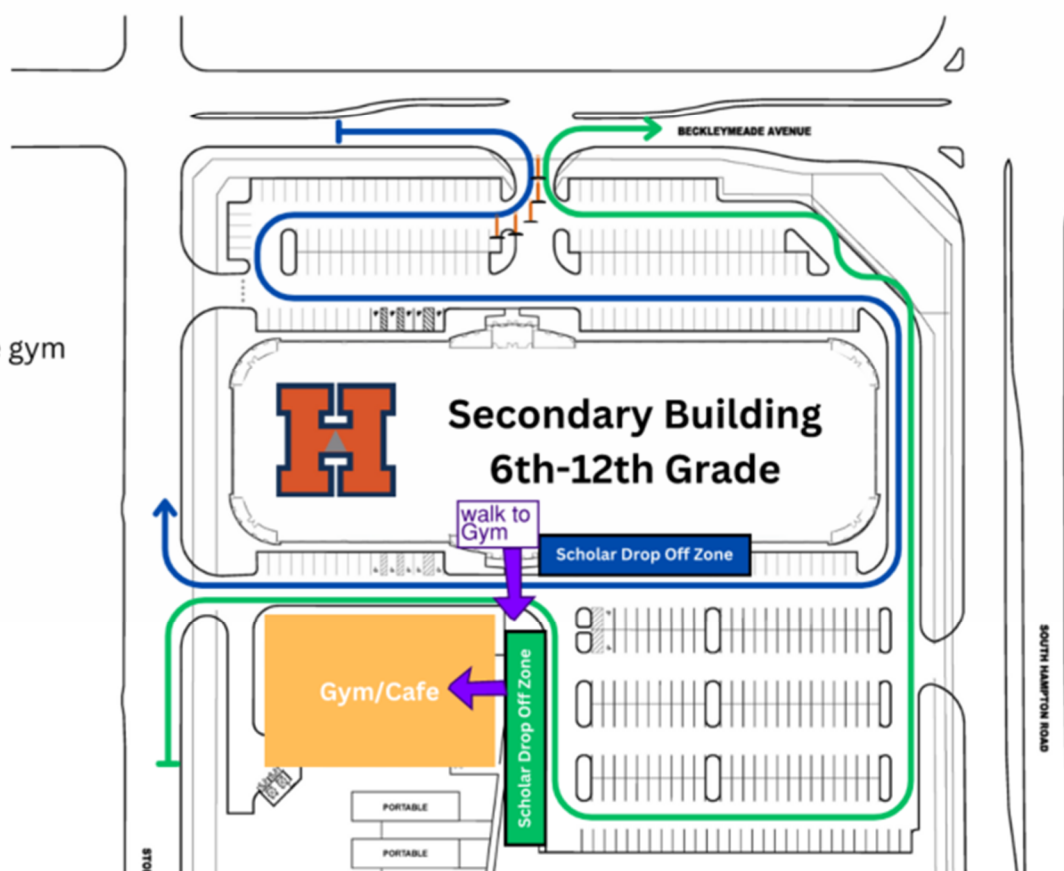 BECKLEYMEADE AVENUE
gym
H
Secondary Building
6th-12th Grade
walk to
Gym
Scholar Drop Off Zone
Gym/Cafe
Scholar Drop Off Zone
SOUTH HAMPTON ROAD
PORTABLE
PORTABLE